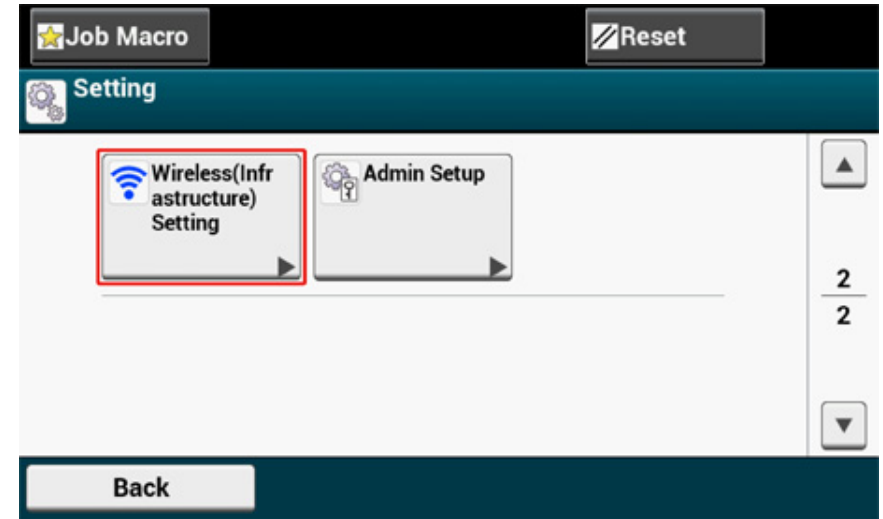 Job Macro
Reset
Setting
Wireless(Infr
astructure)
Setting
Admin Setup
2
2
Back